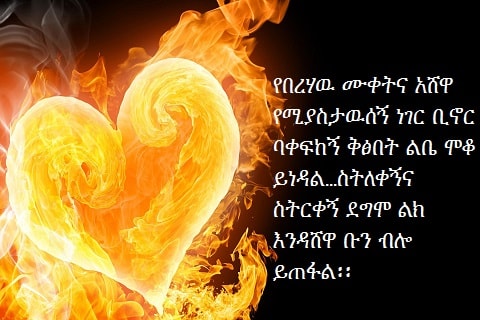 የበረሃዉ ሙቀትና አሸዋ
የሚያስታዉሰኝ ነገር ቢኖር
ባቀፍከኝ ቅፅበት ልቤ ሞቆ
ይነዳል...ስትለቀኝና
ስትርቀኝ ደግሞ ልክ
እንዳሸዋ ቡን ብሎ
ይጠፋል፡፡